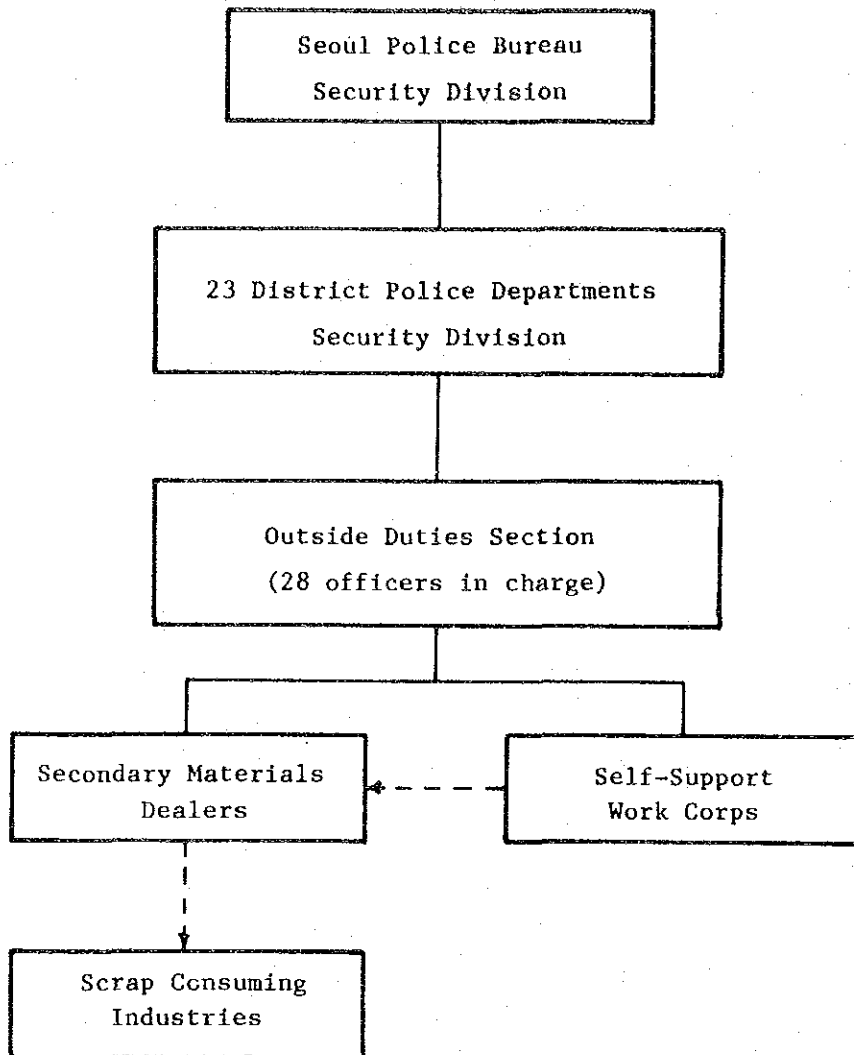 Seoul Police Bureau
Security Division
23 District Police Departments
Security Division
Outside Duties Section
(28 officers in charge)
Secondary Materials
Dealers
Self-Support
Work Corps
Scrap Consuming
Industries